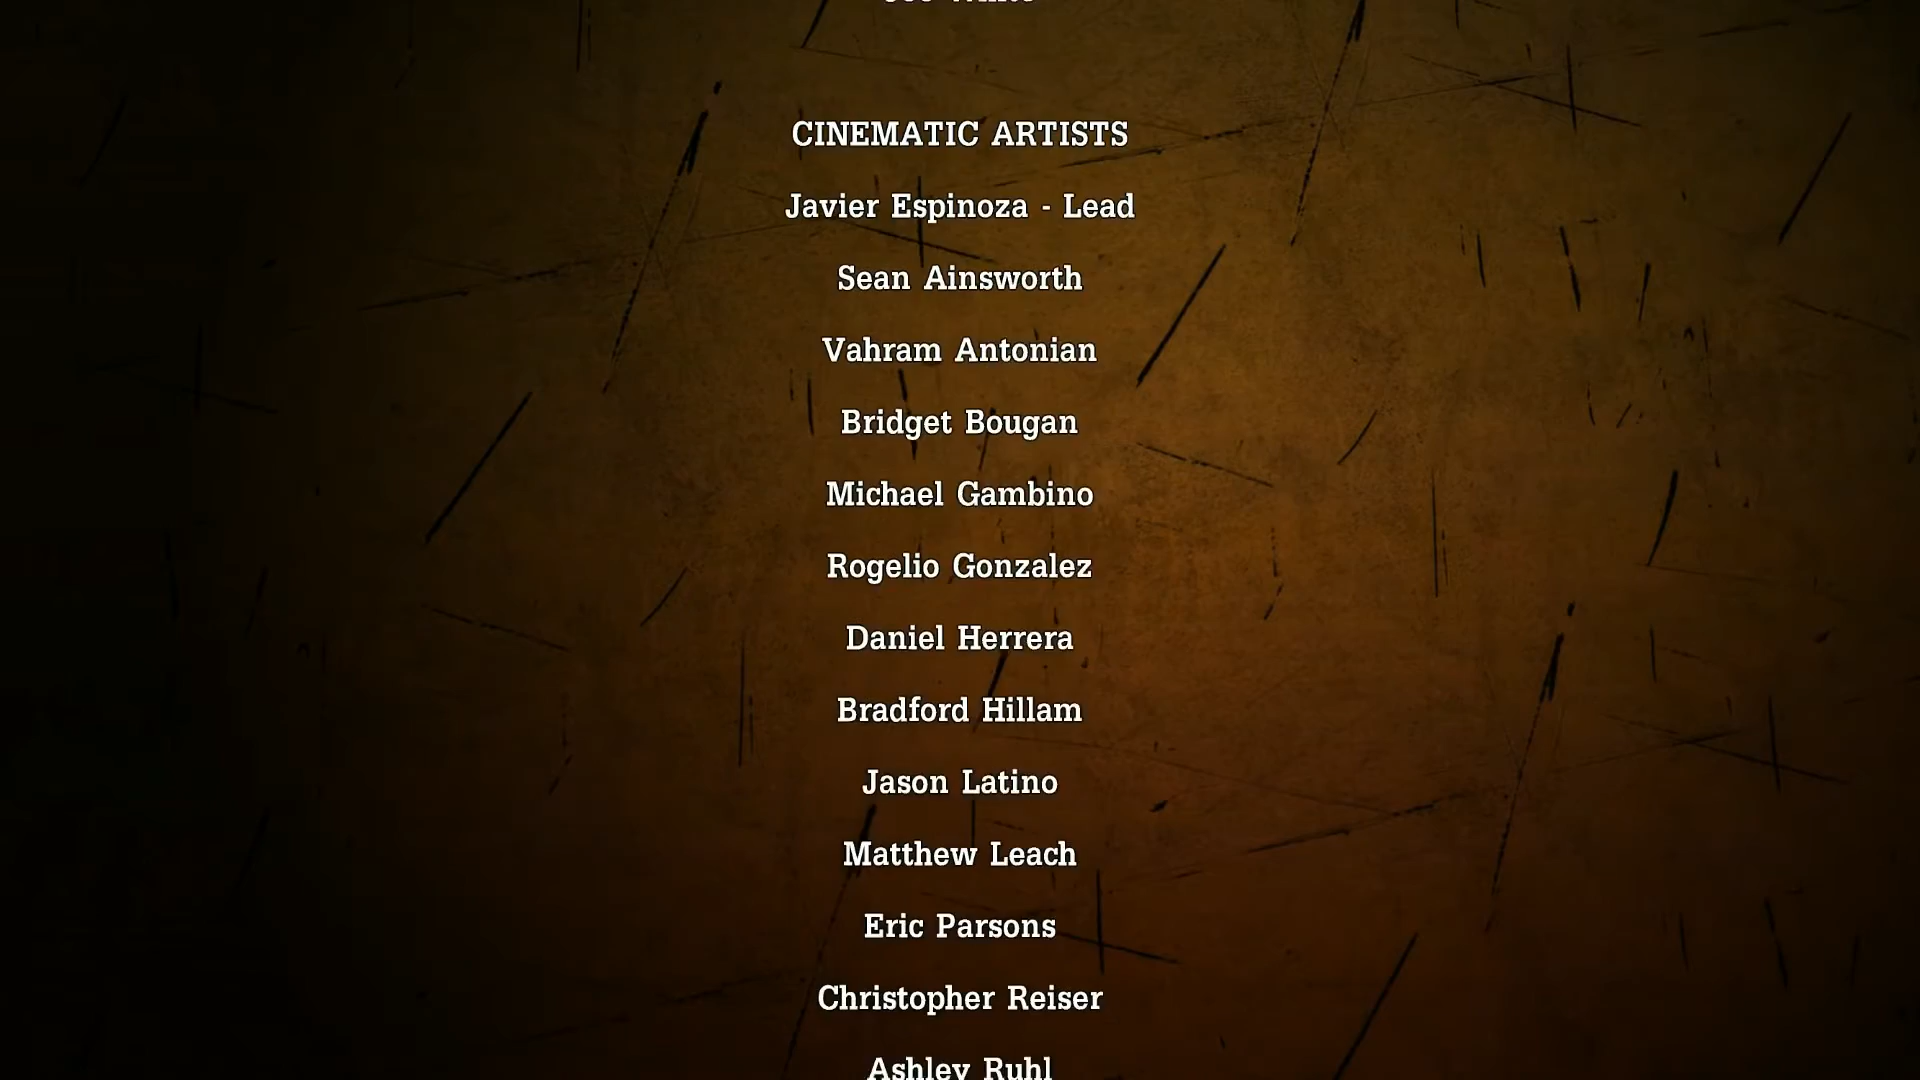 CINEMATIC ARTISTS
Javier Espinoza - Lead
Sean Ainsworth
Vahram Antonian
Bridget Bougan
Michael Gambino
Rogelio Gonzalez
Daniel Herrera
Bradford Hillam
Jason Latino
Matthew Leach
Eric Parsons
Christopher Reiser
Ashley Ruhl